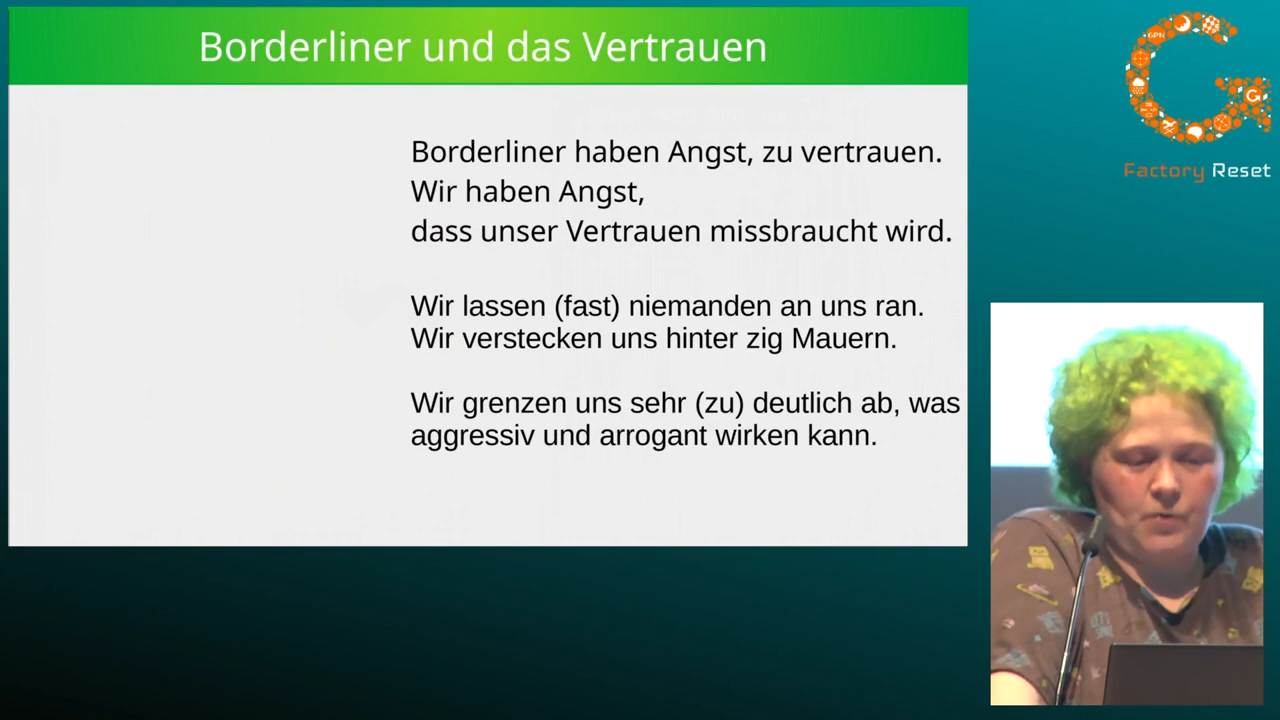 Borderliner und das Vertrauen
Borderliner haben Angst, zu vertrauen.
Wir haben Angst,
dass unser Vertrauen missbraucht wird.
Wir lassen (fast) niemanden an uns ran.
Wir verstecken uns hinter zig Mauern.
Wir grenzen uns sehr (zu) deutlich ab, was
aggressiv und arrogant wirken kann.
GPN
Factory Reset